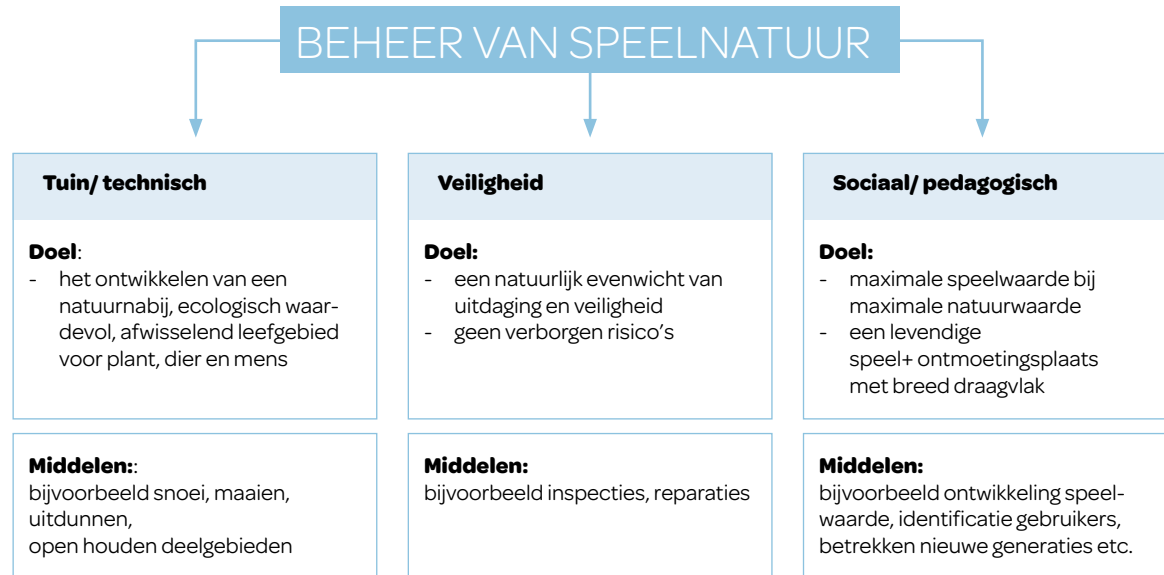 BEHEER VAN SPEELNATUUR
Tuin/ technisch
Doel:
- het ontwikkelen van een
natuurnabij, ecologisch waar-
devol, afwisselend leefgebied
voor plant, dier en mens
Middelen::
bijvoorbeeld snoei, maaien,
uitdunnen,
open houden deelgebieden
Veiligheid
Doel:
- een natuurlijk evenwicht van
uitdaging en veiligheid
- geen verborgen risico's
Middelen:
bijvoorbeeld inspecties, reparaties
Sociaal/ pedagogisch
Doel:
- maximale speelwaarde bij
maximale natuurwaarde
- een levendige
speel+ ontmoetingsplaats
met breed draagvlak
Middelen:
bijvoorbeeld ontwikkeling speel-
waarde, identificatie gebruikers,
betrekken nieuwe generaties etc.